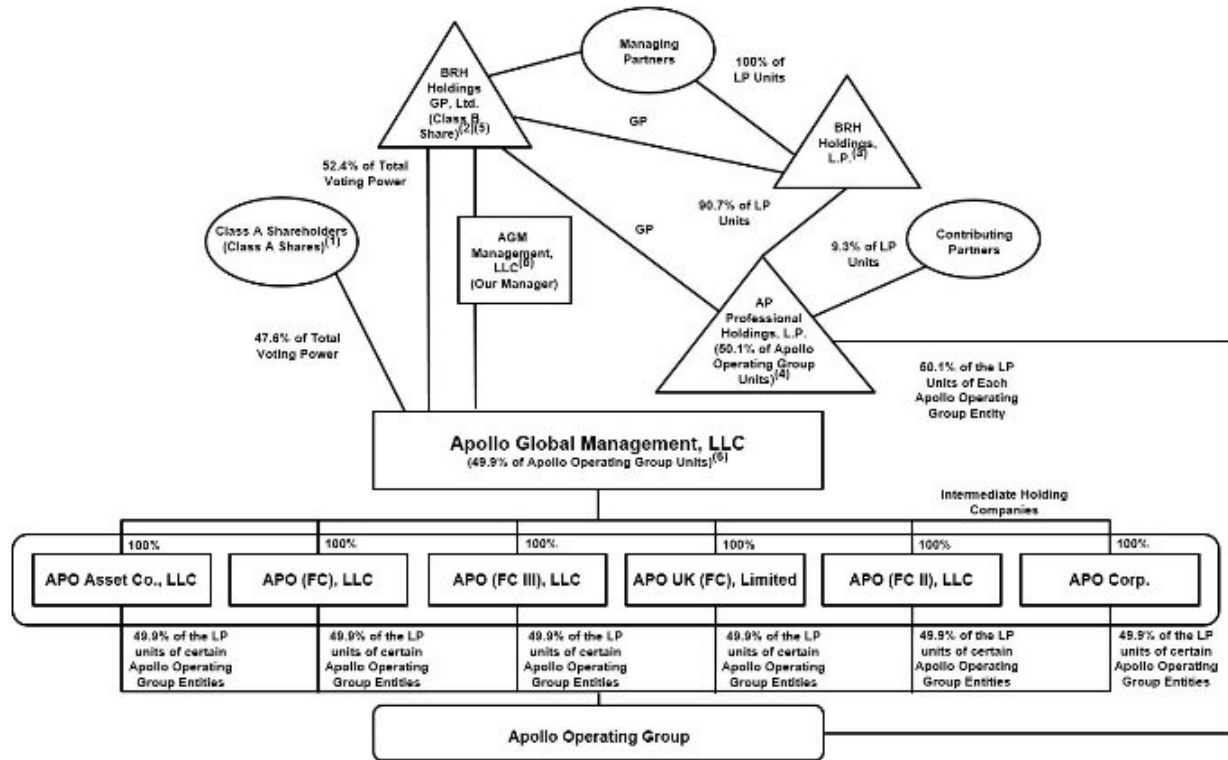 Managing
Partners
100% of
LP Units
BRH
Holdings
GP, Ltd.
(Class B
Share)(2)(5)
GP
BRH
Holdings,
L.P.(3)
52.4% of Total
Voting Power
90.7% of LP
Units
Class A Shareholders
(Class A Shares)(1)
AGM
Management,
LLC(6)
(Our Manager)
GP
9.3% of LP
Units
Contributing
Partners
47.6% of Total
Voting Power
AP
Professional
Holdings, L.P.
(50.1% of Apollo
Operating Group
Units)(4)
50.1% of the LP
Units of Each
Apollo Operating
Group Entity
Apollo Global Management, LLC
(49.9% of Apollo Operating Group Units)(6)
Intermediate Holding
Companies
100%
100%
100%
100%
100%
100%
APO Asset Co., LLC
APO (FC), LLC
APO (FC III), LLC
APO UK (FC), Limited
APO (FC II), LLC
APO Corp.
49.9% of the LP
units of certain
Apollo Operating
Group Entities
49.9% of the LP
units of certain
Apollo Operating
Group Entities
49.9% of the LP
units of certain
Apollo Operating
Group Entities
49.9% of the LP
units of certain
Apollo Operating
Group Entities
49.9% of the LP
units of certain
Apollo Operating
Group Entities
49.9% of the LP
units of certain
Apollo Operating
Group Entities
Apollo Operating Group